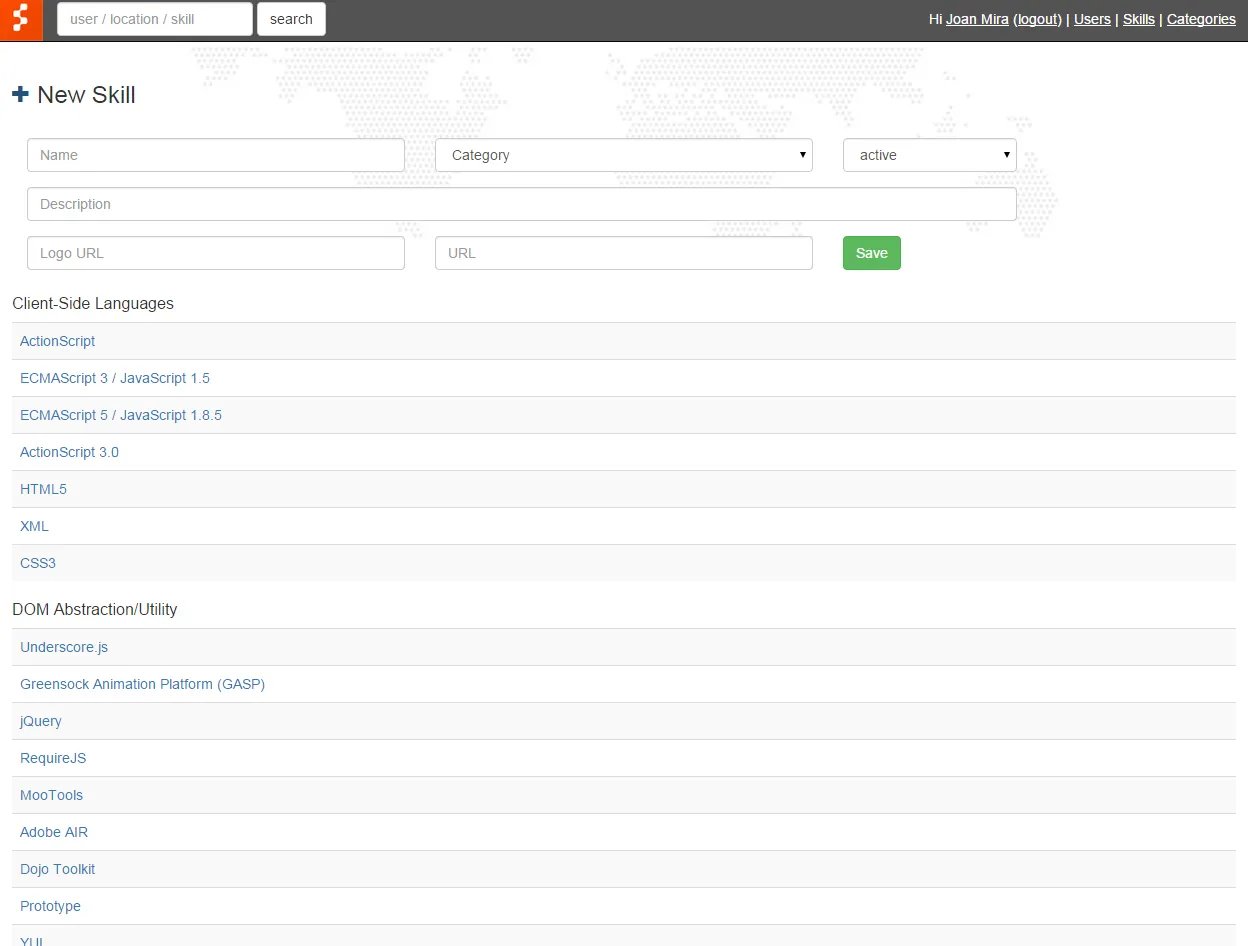 user / location / skill search Hi Joan Mira (logout) | Users | Skills | Categories
New Skill
Name Category active
Description
Logo URL URL Save
Client-Side Languages
ActionScript
ECMAScript 3 / JavaScript 1.5
ECMAScript 5 / JavaScript 1.8.5
ActionScript 3.0
HTML5
XML
CSS3
DOM Abstraction/Utility
Underscore.js
Greensock Animation Platform (GASP)
jQuery
RequireJS
MooTools
Adobe AIR
Dojo Toolkit
Prototype
YUI